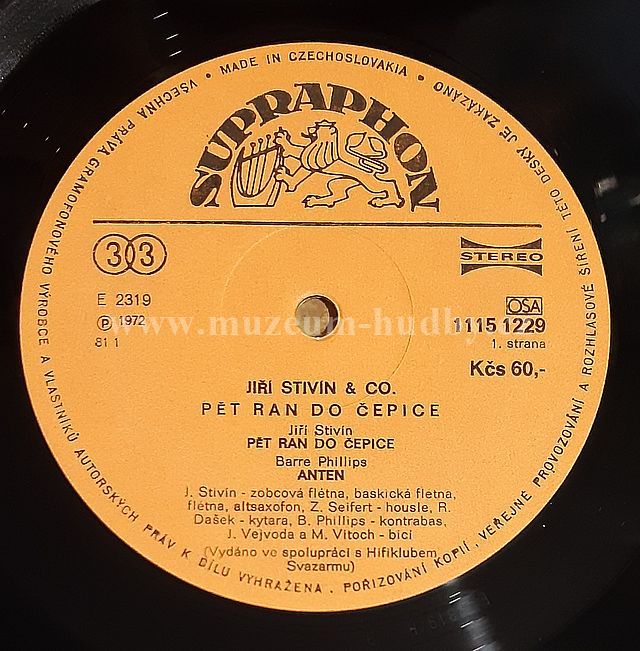 VŠECHNA PRÁVA GRAMOFONOVÉHO VÝROBCE A VLASTNÍKŮ AUTORSKÝCH PRÁV K DÍLU VYHRAŽENA. POŘIZOVÁNÍ KOPIÍ, VEŘEJNÉ PROVOZOVÁNÍ A ROZHLASOVÉ ŠÍŘENÍ TÉTO DESKY JE ZAKÁZÁNO
• MADE IN CZECHOSLOVAKIA •
SUPRAPHON
33
STEREO
E 2319
OSA
Ⓟ 1972
1115 1229
www.muzeum-hudby
81 1
1. strana
Kčs 60,-
JIŘÍ STIVÍN & CO.
PĚT RAN DO ČEPICE
Jiří Stivín
PĚT RAN DO ČEPICE
Barre Phillips
ANTEN
J. Stivín - zobcová flétna, baskická flétna,
flétna, altsaxofon, Z. Seifert - housle, R.
Dašek - kytara, B. Phillips - kontrabas,
J. Vejvoda a M. Vitoch - bicí
(Vydáno ve spolupráci s Hifiklubem
Svazarmu)